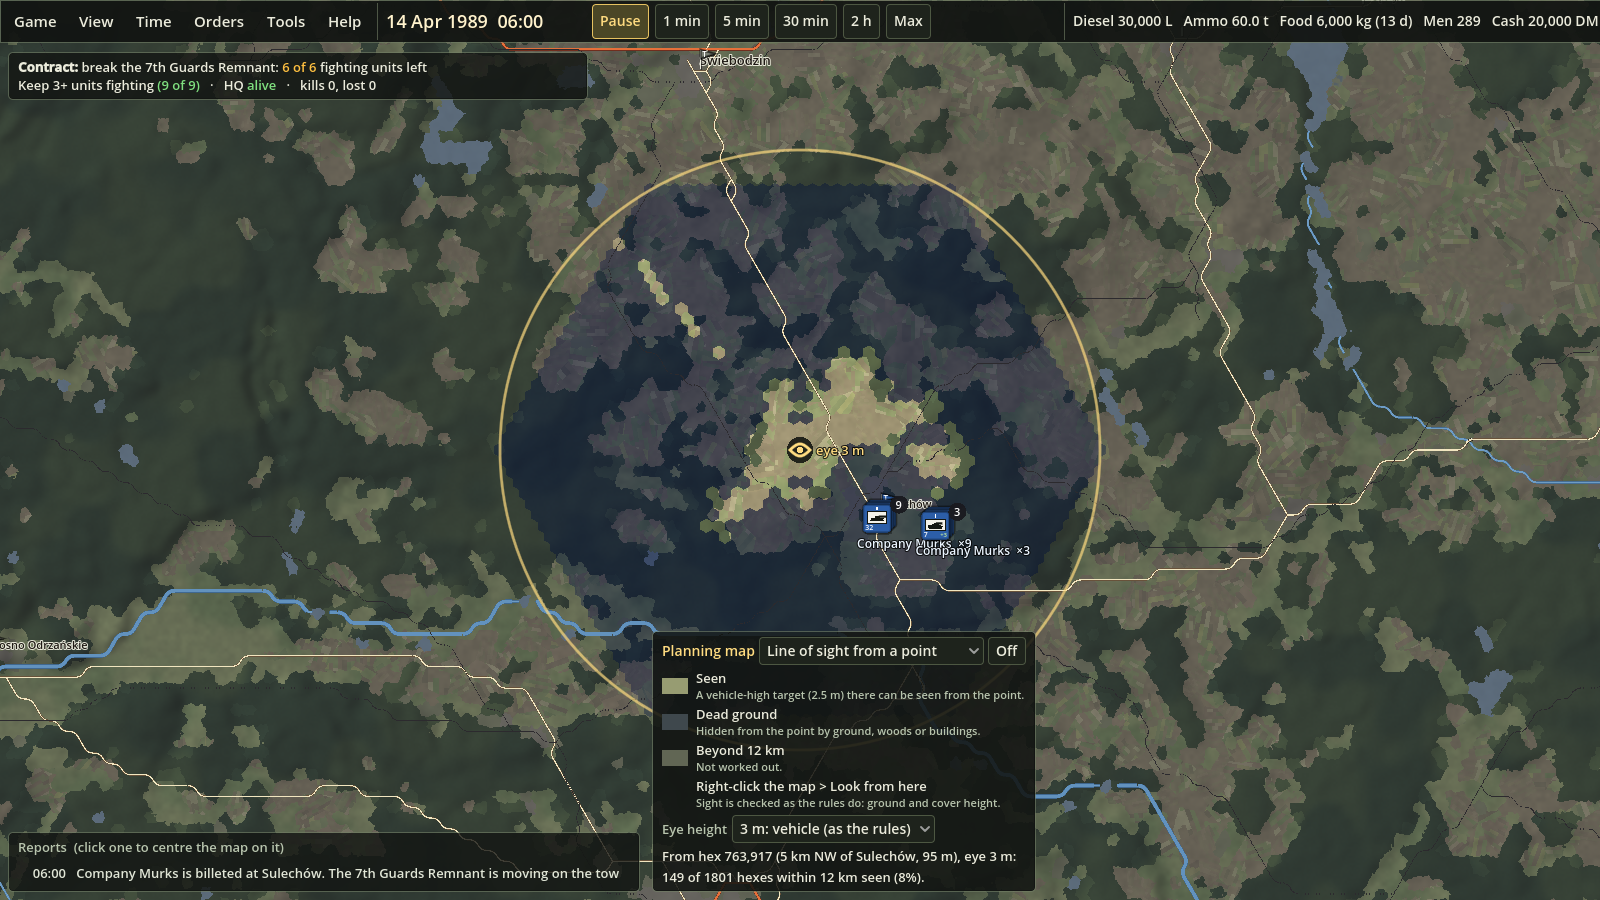 Game View Time Orders Tools Help 14 Apr 1989 06:00 Pause 1 min 5 min 30 min 2 h Max Diesel 30,000 L Ammo 60.0 t Food 6,000 kg (13 d) Men 289 Cash 20,000 DM
Contract: break the 7th Guards Remnant: 6 of 6 fighting units left
Keep 3+ units fighting (9 of 9) · HQ alive · kills 0, lost 0
Świebodzin
eye 3 m
9 hów 3
32 7
Company Murks ×9
Company Murks ×3
osno Odrzańskie
Planning map Line of sight from a point Off
Seen
A vehicle-high target (2.5 m) there can be seen from the point.
Dead ground
Hidden from the point by ground, woods or buildings.
Beyond 12 km
Not worked out.
Right-click the map > Look from here
Sight is checked as the rules do: ground and cover height.
Eye height 3 m: vehicle (as the rules)
From hex 763,917 (5 km NW of Sulechów, 95 m), eye 3 m:
149 of 1801 hexes within 12 km seen (8%).
Reports (click one to centre the map on it)
06:00 Company Murks is billeted at Sulechów. The 7th Guards Remnant is moving on the tow